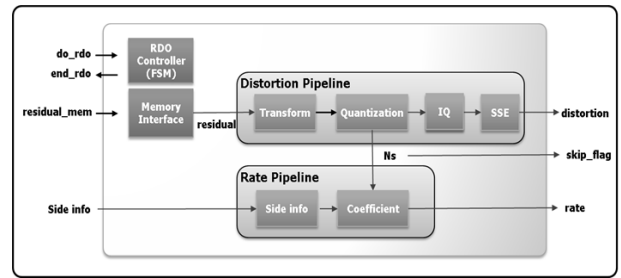 do_rdo
end_rdo
RDO
Controller
(FSM)
residual_mem
Memory
Interface
residual
Distortion Pipeline
Transform
Quantization
IQ
SSE
distortion
Ns
skip_flag
Rate Pipeline
Side info
Side info
Coefficient
rate